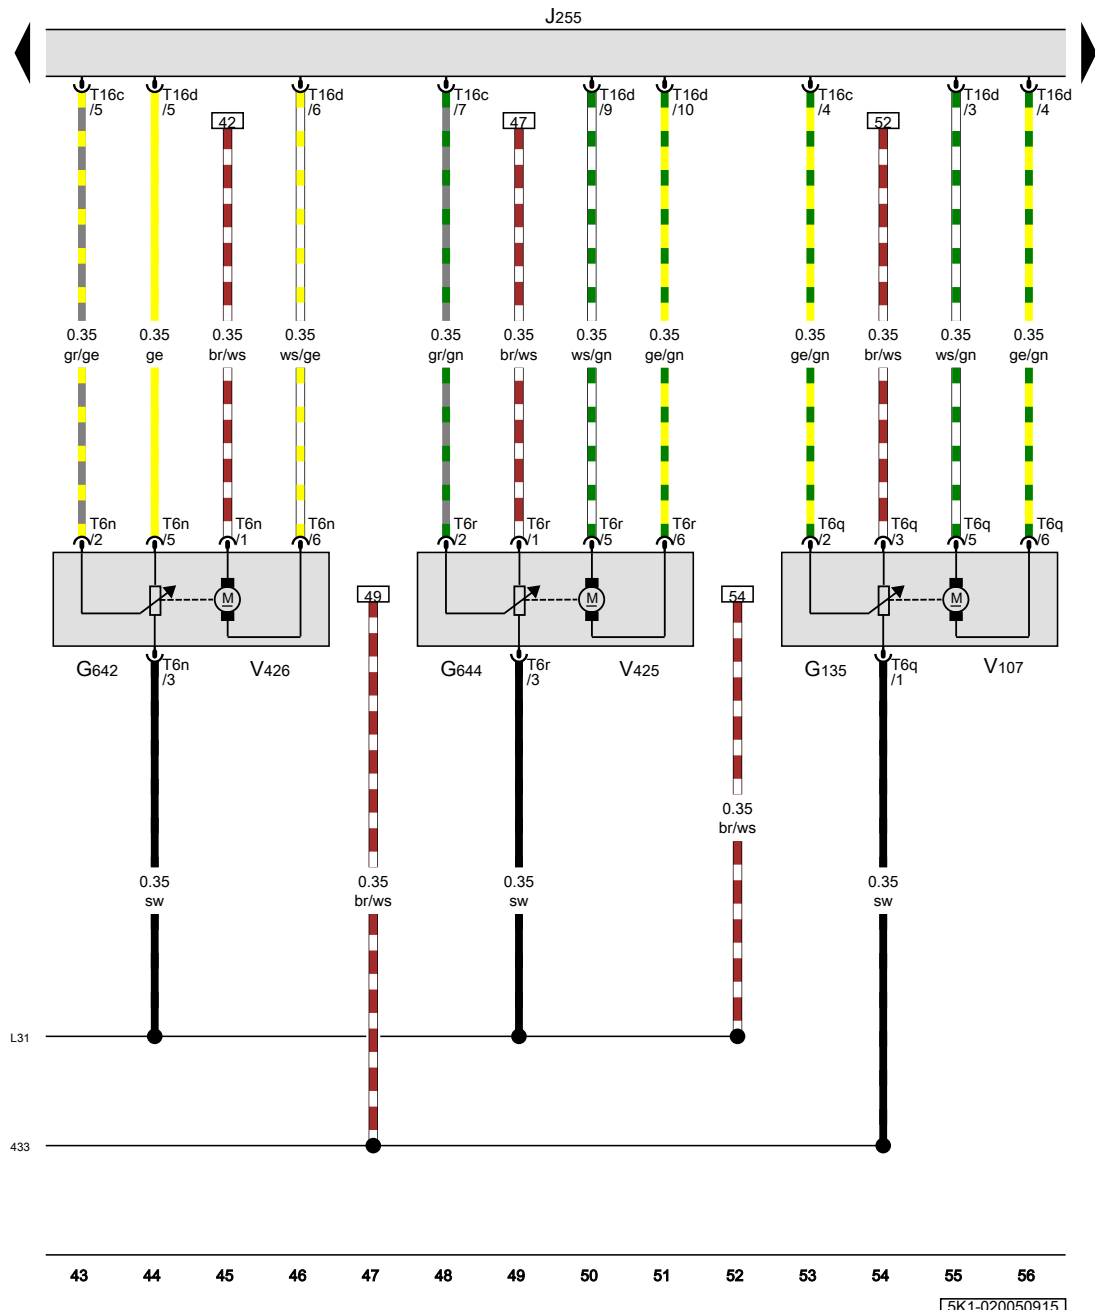 J255
T16c T16d T16d T16c T16d T16d T16c T16d T16d
/5 /5 /6 /7 /9 /10 /4 /3 /4
42 47 52
0.35 0.35 0.35 0.35 0.35 0.35 0.35 0.35 0.35 0.35 0.35 0.35
gr/ge ge br/ws ws/ge gr/gn br/ws ws/gn ge/gn ge/gn br/ws ws/gn ge/gn
T6n T6n T6n T6n T6r T6r T6r T6r T6q T6q T6q T6q
/2 /5 /1 /6 /2 /1 /5 /6 /2 /3 /5 /6
49 54
M M M
G642 T6n V426 G644 T6r V425 G135 T6q V107
/3 /3 /1
0.35
br/ws
0.35 0.35 0.35 0.35
sw br/ws sw sw
L31
433
43 44 45 46 47 48 49 50 51 52 53 54 55 56
5K1-020050915